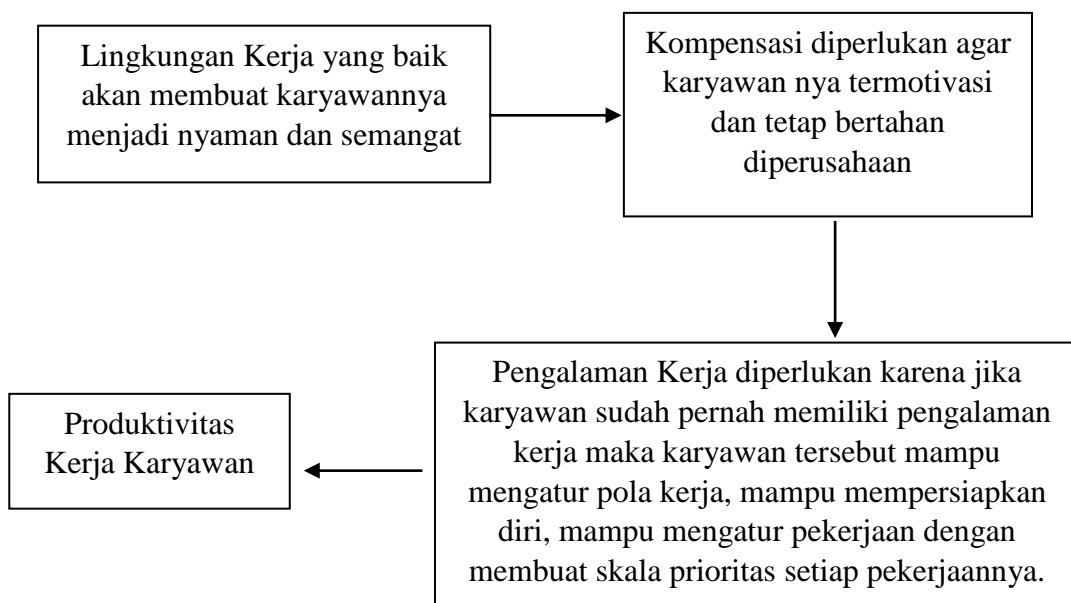 Lingkungan Kerja yang baik
akan membuat karyawannya
menjadi nyaman dan semangat
Kompensasi diperlukan agar
karyawan nya termotivasi
dan tetap bertahan
diperusahaan
Pengalaman Kerja diperlukan karena jika
karyawan sudah pernah memiliki pengalaman
kerja maka karyawan tersebut mampu
mengatur pola kerja, mampu mempersiapkan
diri, mampu mengatur pekerjaan dengan
membuat skala prioritas setiap pekerjaannya.
Produktivitas
Kerja Karyawan